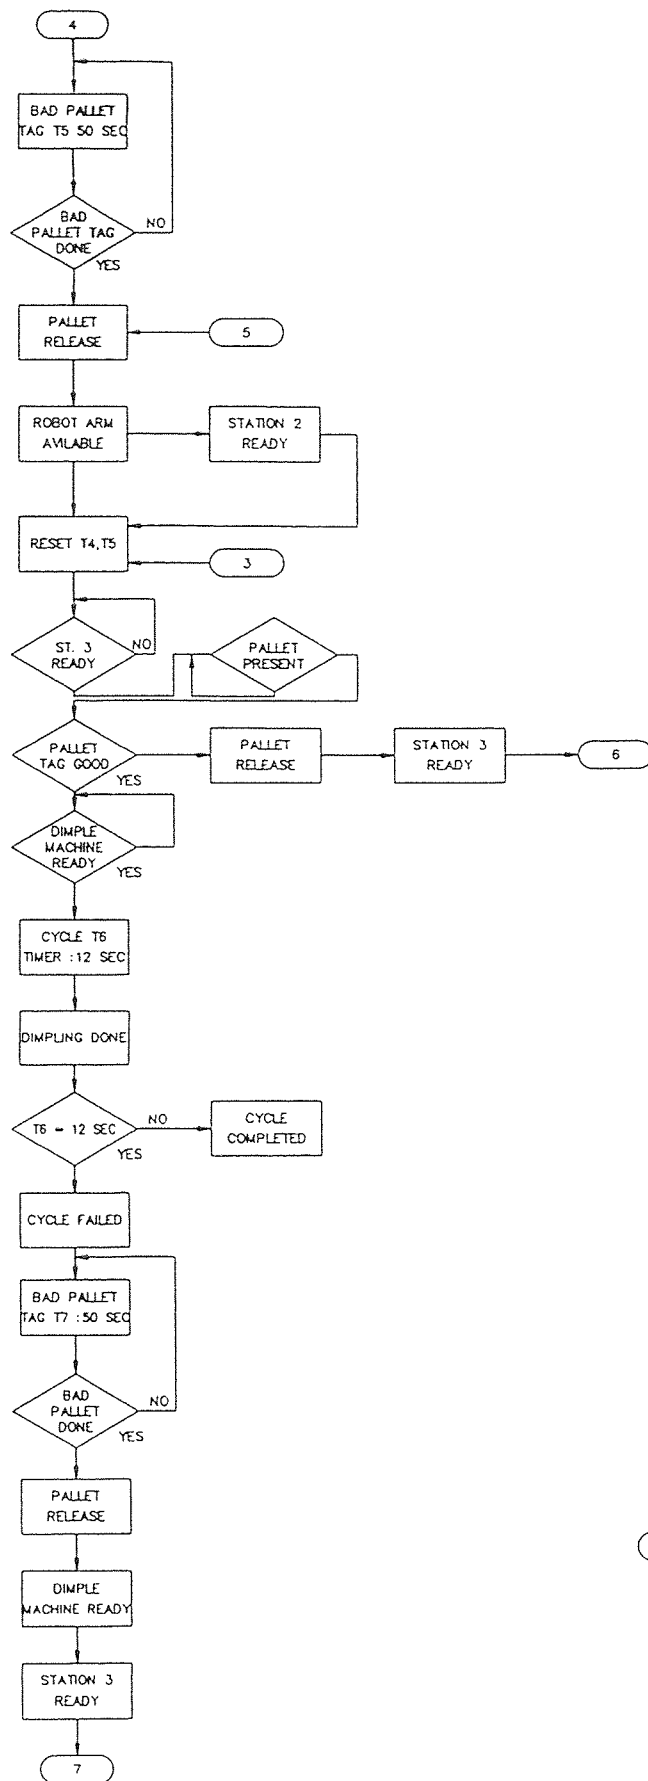 4
BAD PALLET
TAG T5 50 SEC
BAD
PALLET TAG
DONE
NO
YES
PALLET
RELEASE
5
ROBOT ARM
AVILABLE
STATION 2
READY
RESET T4,T5
3
ST. 3
READY
NO
PALLET
PRESENT
PALLET
TAG GOOD
YES
PALLET
RELEASE
STATION 3
READY
6
DIMPLE
MACHINE
READY
YES
CYCLE T6
TIMER :12 SEC
DIMPLING DONE
T6 = 12 SEC
NO
YES
CYCLE
COMPLETED
CYCLE FAILED
BAD PALLET
TAG T7 :50 SEC
BAD
PALLET
DONE
NO
YES
PALLET
RELEASE
DIMPLE
MACHINE READY
STATION 3
READY
7